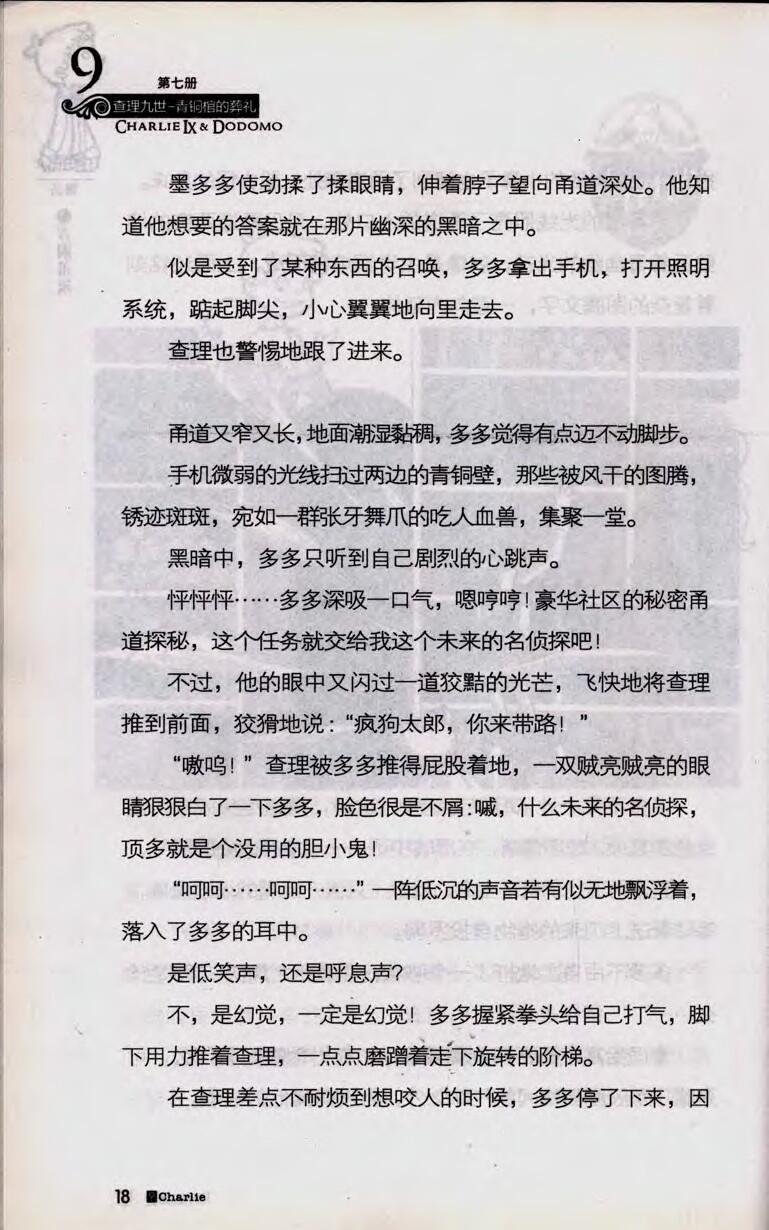 9
第七册
查理九世-青铜棺的葬礼
CHARLIE IX & DODOMO
墨多多使劲揉了揉眼睛，伸着脖子望向甬道深处。他知
道他想要的答案就在那片幽深的黑暗之中。
似是受到了某种东西的召唤，多多拿出手机，打开照明
系统，踮起脚尖，小心翼翼地向里走去。
查理也警惕地跟了进来。
甬道又窄又长，地面潮湿黏稠，多多觉得有点迈不动脚步。
手机微弱的光线扫过两边的青铜壁，那些被风干的图腾，
锈迹斑斑，宛如一群张牙舞爪的吃人血兽，集聚一堂。
黑暗中，多多只听到自己剧烈的心跳声。
怦怦怦……多多深吸一口气，嗯哼哼！豪华社区的秘密甬
道探秘，这个任务就交给我这个未来的名侦探吧！
不过，他的眼中又闪过一道狡黠的光芒，飞快地将查理
推到前面，狡猾地说：“疯狗太郎，你来带路！”
“嗷呜！”查理被多多推得屁股着地，一双贼亮贼亮的眼
睛狠狠白了一下多多，脸色很是不屑：嘁，什么未来的名侦探，
顶多就是个没用的胆小鬼！
“呵呵……呵呵……”一阵低沉的声音若有似无地飘浮着，
落入了多多的耳中。
是低笑声，还是呼息声？
不，是幻觉，一定是幻觉！多多握紧拳头给自己打气，脚
下用力推着查理，一点点磨蹭着走下旋转的阶梯。
在查理差点不耐烦到想咬人的时候，多多停了下来，因
18 Charlie